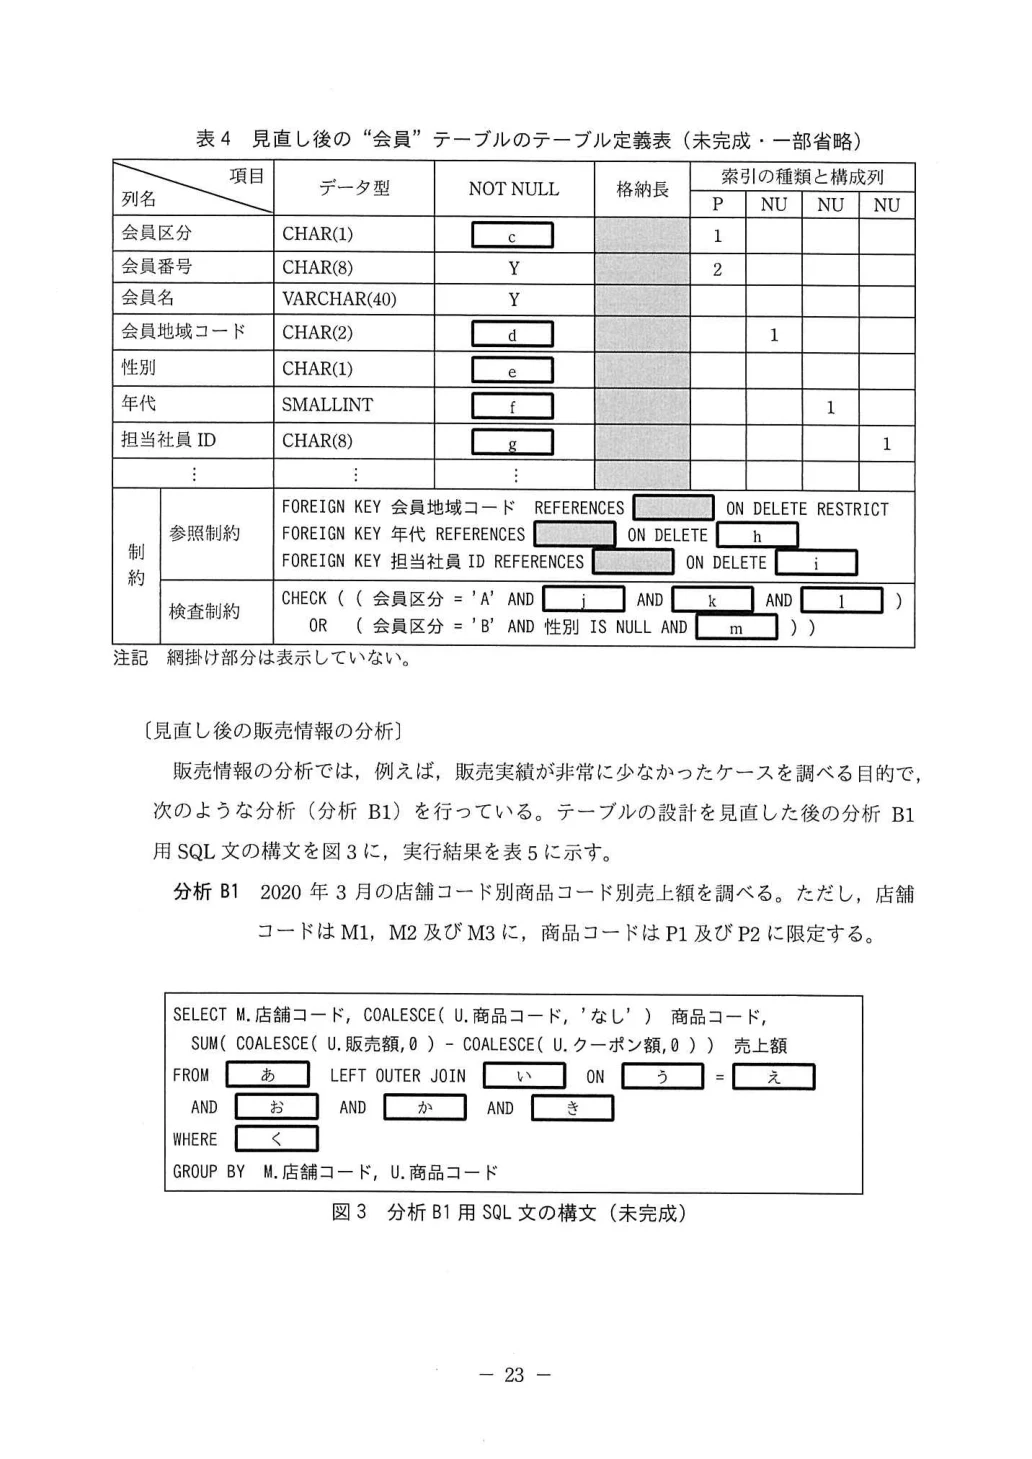 表4 見直し後の“会員”テーブルのテーブル定義表（未完成・一部省略）
項目
列名
データ型
NOT NULL
格納長
索引の種類と構成列
P NU NU NU
会員区分 CHAR(1) c 1
会員番号 CHAR(8) Y 2
会員名 VARCHAR(40) Y
会員地域コード CHAR(2) d 1
性別 CHAR(1) e
年代 SMALLINT f 1
担当社員 ID CHAR(8) g 1
⋮ ⋮ ⋮
制約
参照制約
FOREIGN KEY 会員地域コード REFERENCES ON DELETE RESTRICT
FOREIGN KEY 年代 REFERENCES ON DELETE h
FOREIGN KEY 担当社員 ID REFERENCES ON DELETE i
検査制約
CHECK ( ( 会員区分 = 'A' AND j AND k AND l )
OR ( 会員区分 = 'B' AND 性別 IS NULL AND m ) )
注記 網掛け部分は表示していない。
〔見直し後の販売情報の分析〕
販売情報の分析では，例えば，販売実績が非常に少なかったケースを調べる目的で，
次のような分析（分析 B1）を行っている。テーブルの設計を見直した後の分析 B1
用 SQL 文の構文を図 3 に，実行結果を表 5 に示す。
分析 B1 2020 年 3 月の店舗コード別商品コード別売上額を調べる。ただし，店舗
コードは M1，M2 及び M3 に，商品コードは P1 及び P2 に限定する。
SELECT M.店舗コード, COALESCE( U.商品コード, 'なし' ) 商品コード,
SUM( COALESCE( U.販売額,0 ) - COALESCE( U.クーポン額,0 ) ) 売上額
FROM あ LEFT OUTER JOIN い ON う = え
AND お AND か AND き
WHERE く
GROUP BY M.店舗コード, U.商品コード
図3 分析 B1 用 SQL 文の構文（未完成）
— 23 —